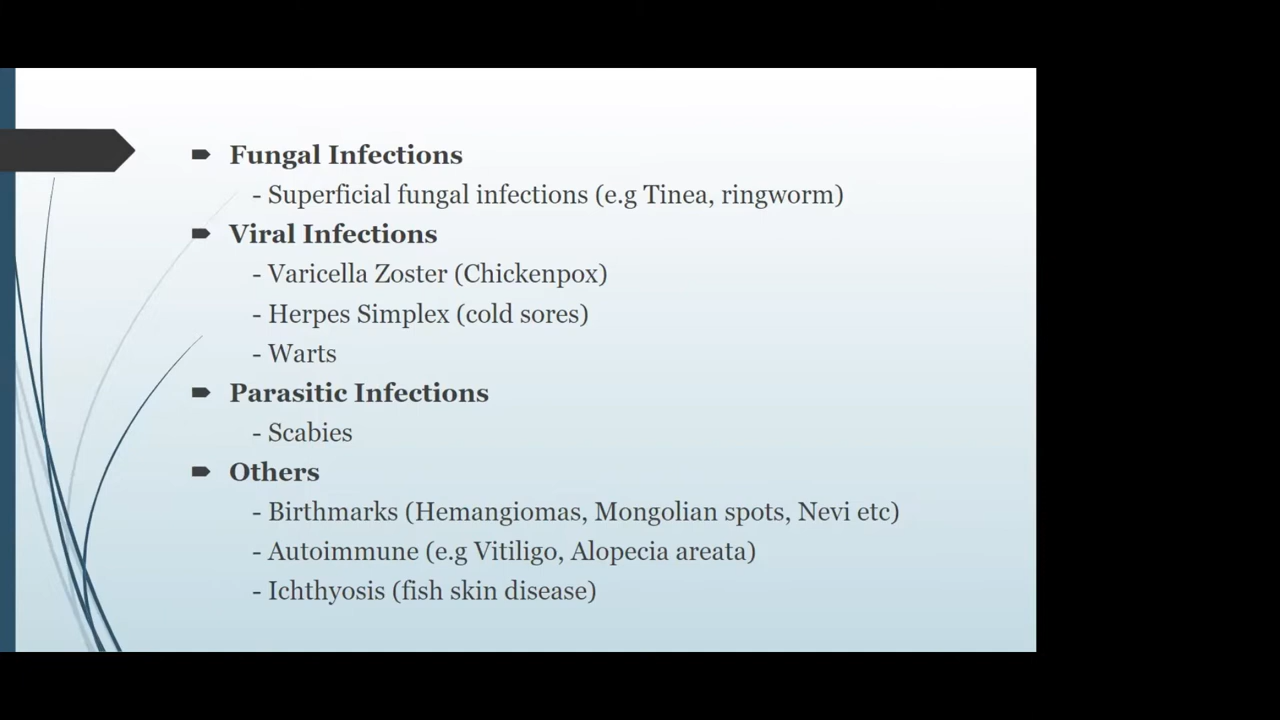 Fungal Infections
- Superficial fungal infections (e.g Tinea, ringworm)
Viral Infections
- Varicella Zoster (Chickenpox)
- Herpes Simplex (cold sores)
- Warts
Parasitic Infections
- Scabies
Others
- Birthmarks (Hemangiomas, Mongolian spots, Nevi etc)
- Autoimmune (e.g Vitiligo, Alopecia areata)
- Ichthyosis (fish skin disease)